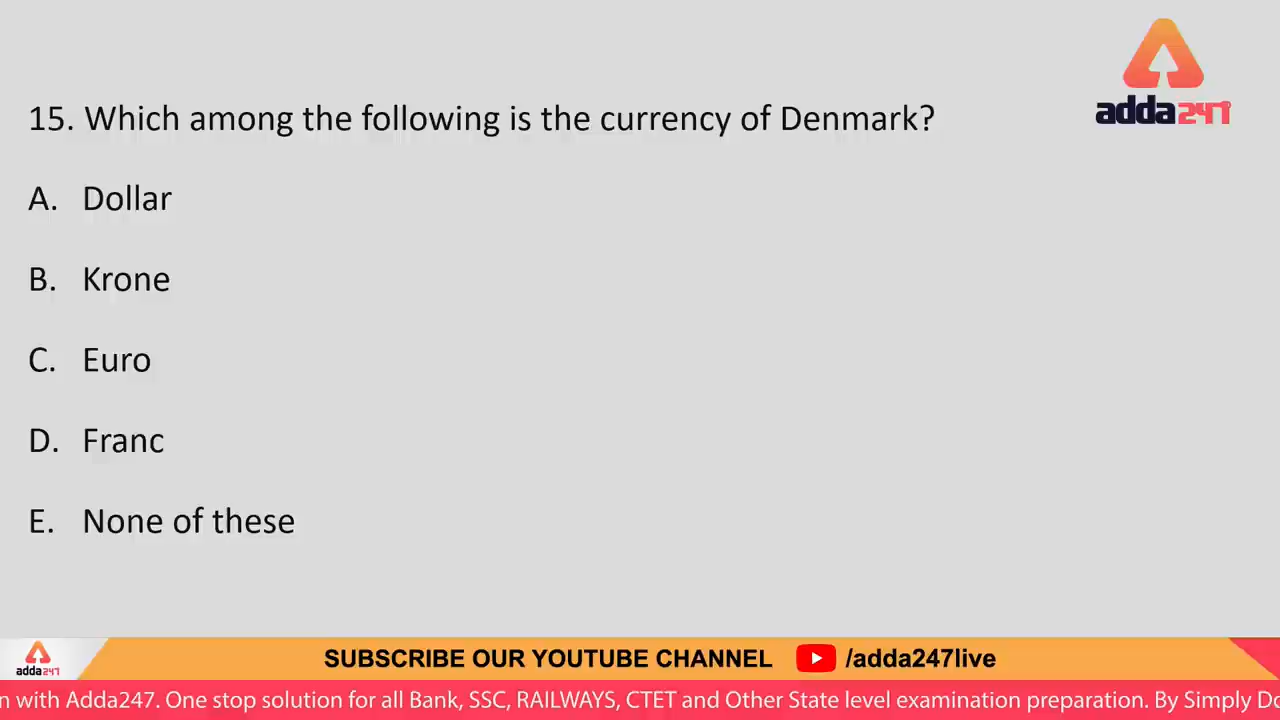 adda247
15. Which among the following is the currency of Denmark?
A. Dollar
B. Krone
C. Euro
D. Franc
E. None of these
adda247
SUBSCRIBE OUR YOUTUBE CHANNEL /adda247live
n with Adda247. One stop solution for all Bank, SSC, RAILWAYS, CTET and Other State level examination preparation. By Simply Do